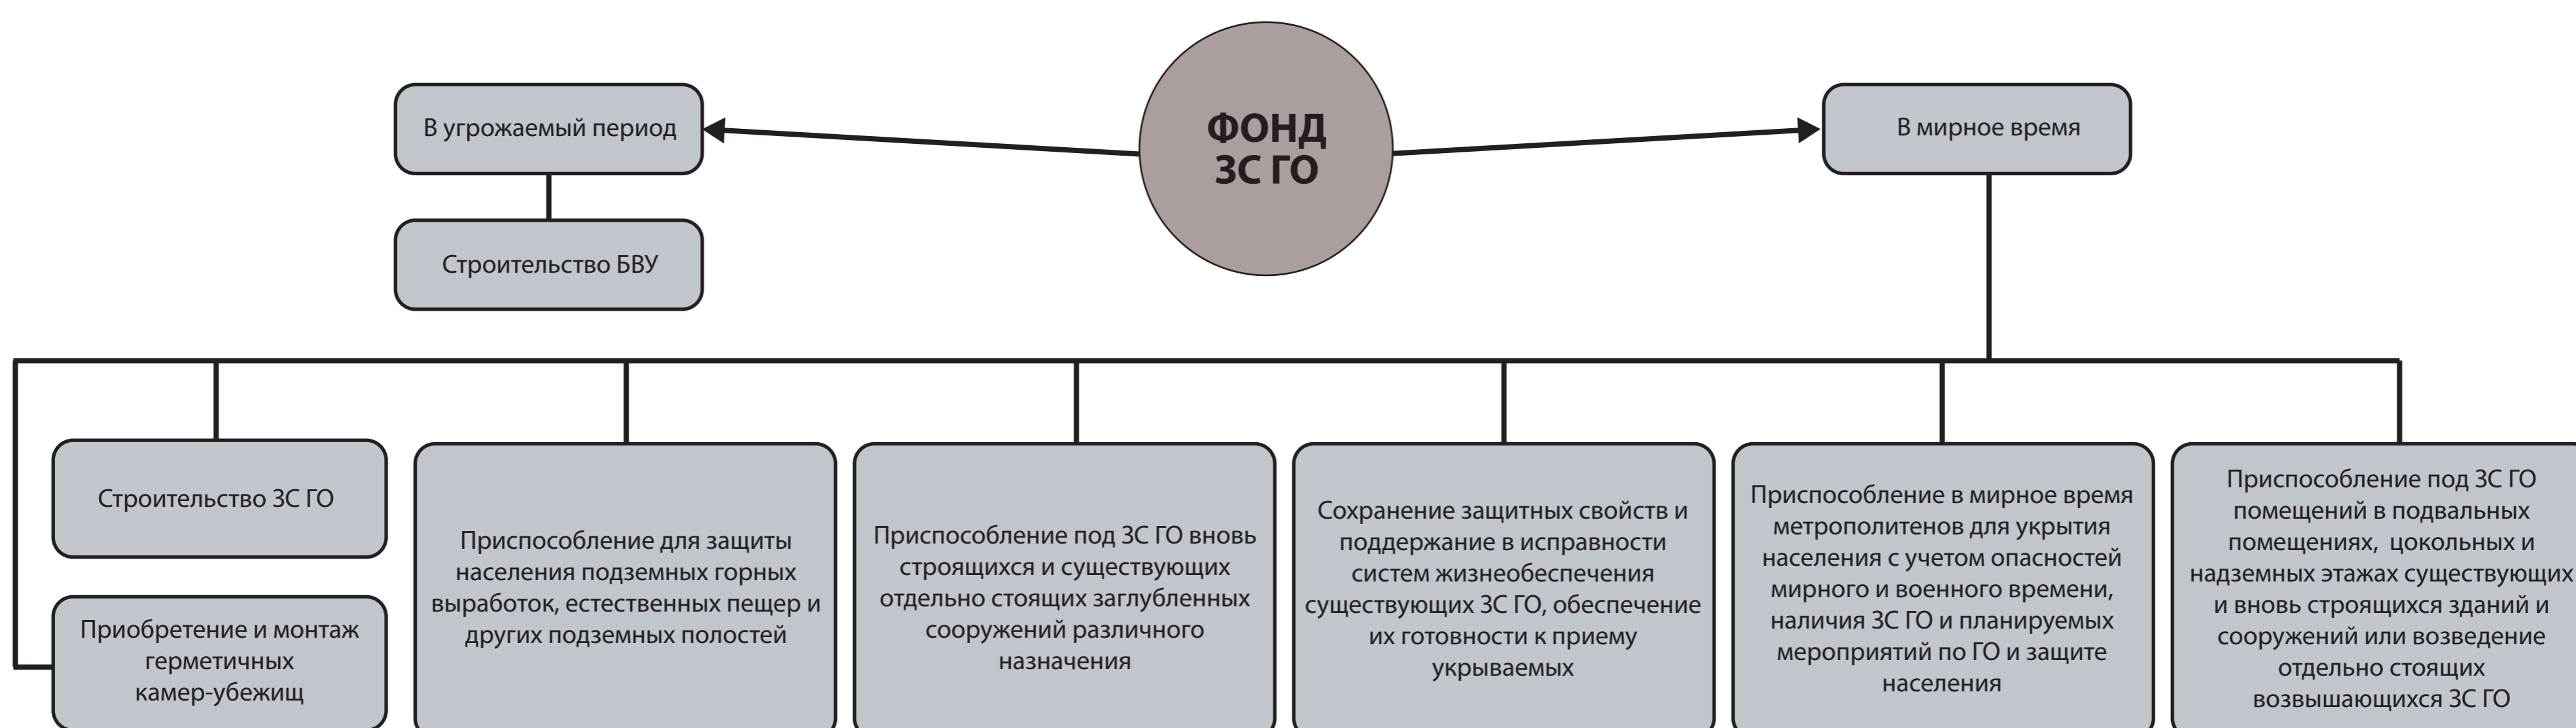 ФОНД
ЗС ГО
В угрожаемый период
В мирное время
Строительство БВУ
Строительство ЗС ГО
Приобретение и монтаж
герметичных
камер-убежищ
Приспособление для защиты
населения подземных горных
выработок, естественных пещер и
других подземных полостей
Приспособление под ЗС ГО вновь
строящихся и существующих
отдельно стоящих заглубленных
сооружений различного
назначения
Сохранение защитных свойств и
поддержание в исправности
систем жизнеобеспечения
существующих ЗС ГО, обеспечение
их готовности к приему
укрываемых
Приспособление в мирное время
метрополитенов для укрытия
населения с учетом опасностей
мирного и военного времени,
наличия ЗС ГО и планируемых
мероприятий по ГО и защите
населения
Приспособление под ЗС ГО
помещений в подвальных
помещениях, цокольных и
надземных этажах существующих
и вновь строящихся зданий и
сооружений или возведение
отдельно стоящих
возвышающихся ЗС ГО